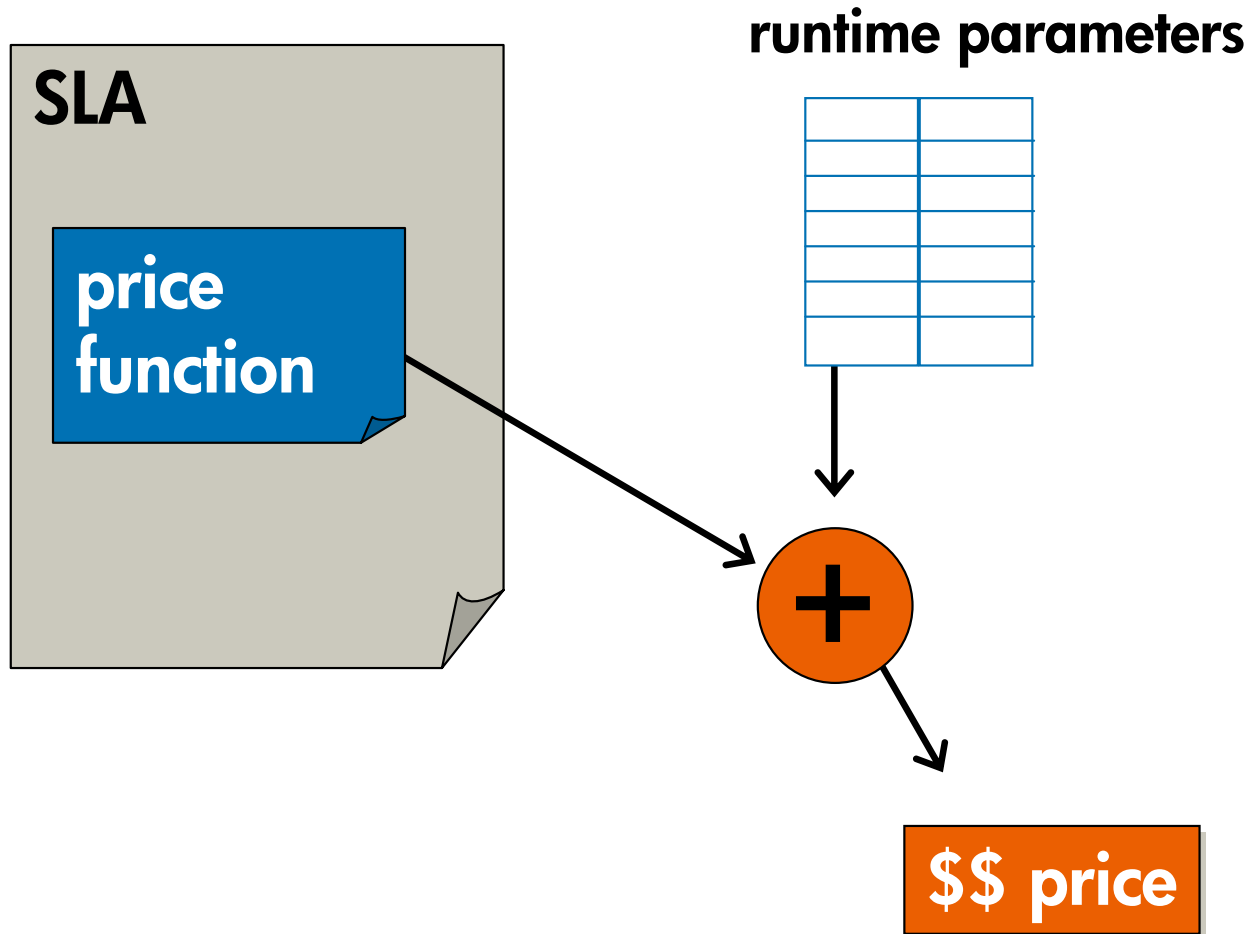 runtime parameters
SLA
price
function
+
$$ price